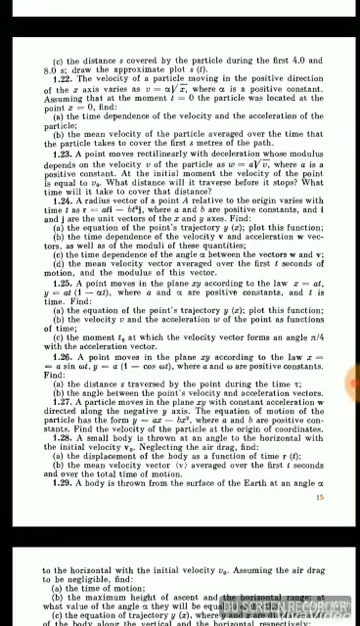 (c) the distance s covered by the particle during the first 4.0 and
8.0 s; draw the approximate plot s (t).
1.22. The velocity of a particle moving in the positive direction
of the x axis varies as v = α√x, where α is a positive constant.
Assuming that at the moment t = 0 the particle was located at the
point x = 0, find:
(a) the time dependence of the velocity and the acceleration of the
particle;
(b) the mean velocity of the particle averaged over the time that
the particle takes to cover the first s metres of the path.
1.23. A point moves rectilinearly with deceleration whose modulus
depends on the velocity v of the particle as w = a√v, where a is a
positive constant. At the initial moment the velocity of the point
is equal to v₀. What distance will it traverse before it stops? What
time will it take to cover that distance?
1.24. A radius vector of a point A relative to the origin varies with
time t as r = ati — bt²j, where a and b are positive constants, and i
and j are the unit vectors of the x and y axes. Find:
(a) the equation of the point's trajectory y (x); plot this function;
(b) the time dependence of the velocity v and acceleration w vec-
tors, as well as of the moduli of these quantities;
(c) the time dependence of the angle α between the vectors w and v;
(d) the mean velocity vector averaged over the first t seconds of
motion, and the modulus of this vector.
1.25. A point moves in the plane xy according to the law x = at,
y = at (1 — αt), where a and α are positive constants, and t is
time. Find:
(a) the equation of the point's trajectory y (x); plot this function;
(b) the velocity v and the acceleration w of the point as functions
of time;
(c) the moment t₀ at which the velocity vector forms an angle π/4
with the acceleration vector.
1.26. A point moves in the plane xy according to the law x =
= a sin ωt, y = a (1 — cos ωt), where a and ω are positive constants.
Find:
(a) the distance s traversed by the point during the time τ;
(b) the angle between the point's velocity and acceleration vectors.
1.27. A particle moves in the plane xy with constant acceleration w
directed along the negative y axis. The equation of motion of the
particle has the form y = ax — bx², where a and b are positive con-
stants. Find the velocity of the particle at the origin of coordinates.
1.28. A small body is thrown at an angle to the horizontal with
the initial velocity v₀. Neglecting the air drag, find:
(a) the displacement of the body as a function of time r (t);
(b) the mean velocity vector ⟨v⟩ averaged over the first t seconds
and over the total time of motion.
1.29. A body is thrown from the surface of the Earth at an angle α
15
to the horizontal with the initial velocity v₀. Assuming the air drag
to be negligible, find:
(a) the time of motion;
(b) the maximum height of ascent and the horizontal range; at
what value of the angle α they will be equal
DU SCREEN RECORDER
(c) the equation of trajectory y (x), where y and x are
of the body along the vertical and the horizontal respectively;